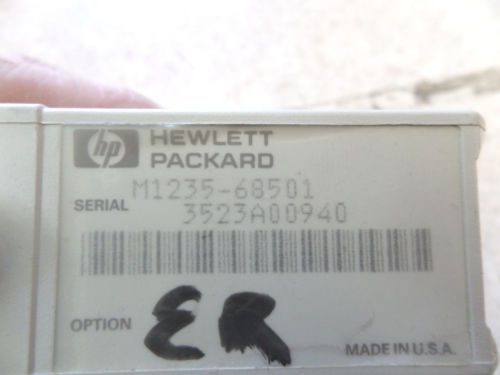 hp HEWLETT
PACKARD
M1235-68501
SERIAL 3523A00940
OPTION ER
MADE IN U.S.A.